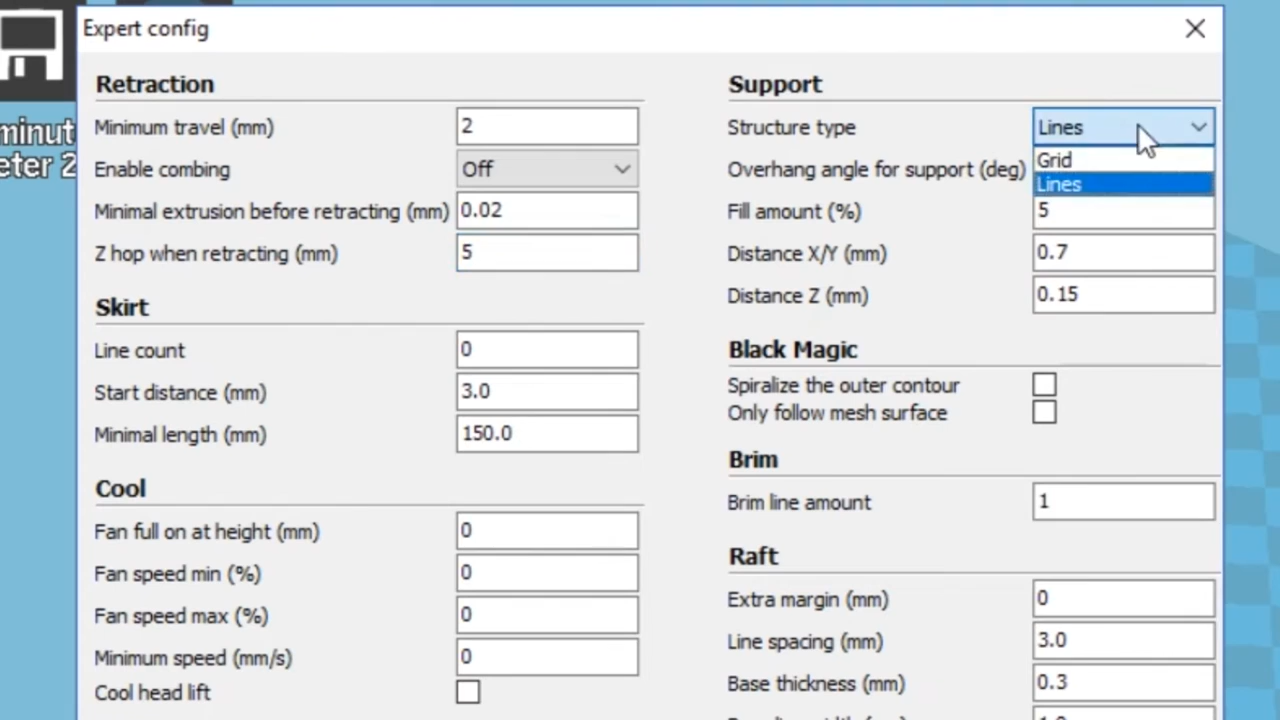 Expert config
minut
eter 2
Retraction
Minimum travel (mm) 2
Enable combing Off
Minimal extrusion before retracting (mm) 0.02
Z hop when retracting (mm) 5
Skirt
Line count 0
Start distance (mm) 3.0
Minimal length (mm) 150.0
Cool
Fan full on at height (mm) 0
Fan speed min (%) 0
Fan speed max (%) 0
Minimum speed (mm/s) 0
Cool head lift
Support
Structure type Lines
Grid
Lines
Overhang angle for support (deg)
Fill amount (%) 5
Distance X/Y (mm) 0.7
Distance Z (mm) 0.15
Black Magic
Spiralize the outer contour
Only follow mesh surface
Brim
Brim line amount 1
Raft
Extra margin (mm) 0
Line spacing (mm) 3.0
Base thickness (mm) 0.3